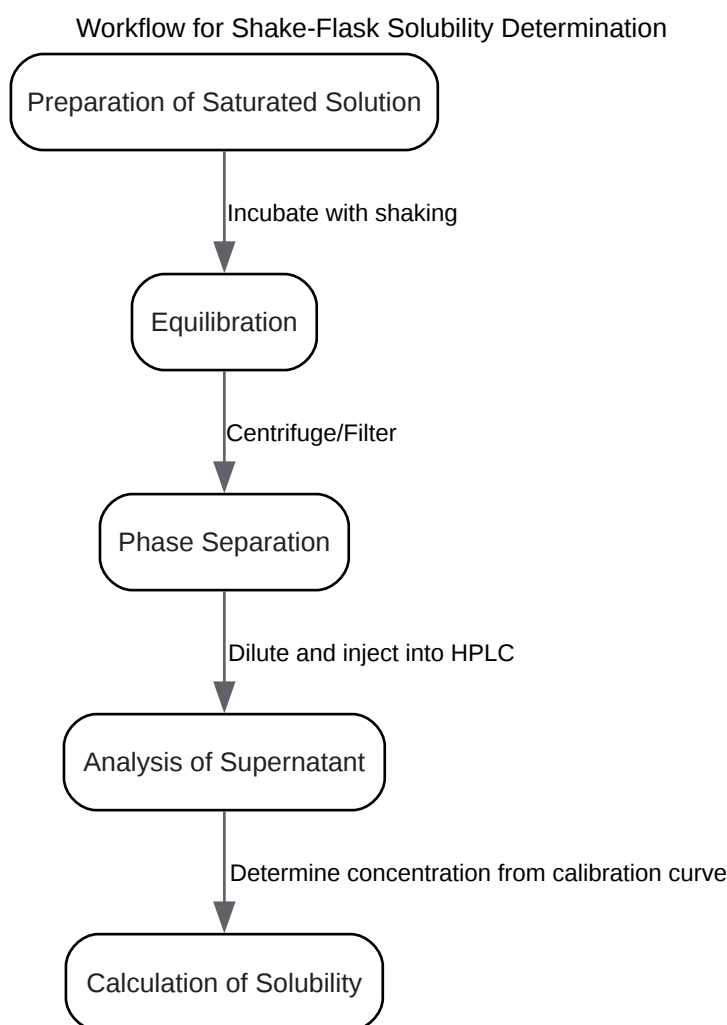 Workflow for Shake-Flask Solubility Determination
Preparation of Saturated Solution
Incubate with shaking
Equilibration
Centrifuge/Filter
Phase Separation
Dilute and inject into HPLC
Analysis of Supernatant
Determine concentration from calibration curve
Calculation of Solubility